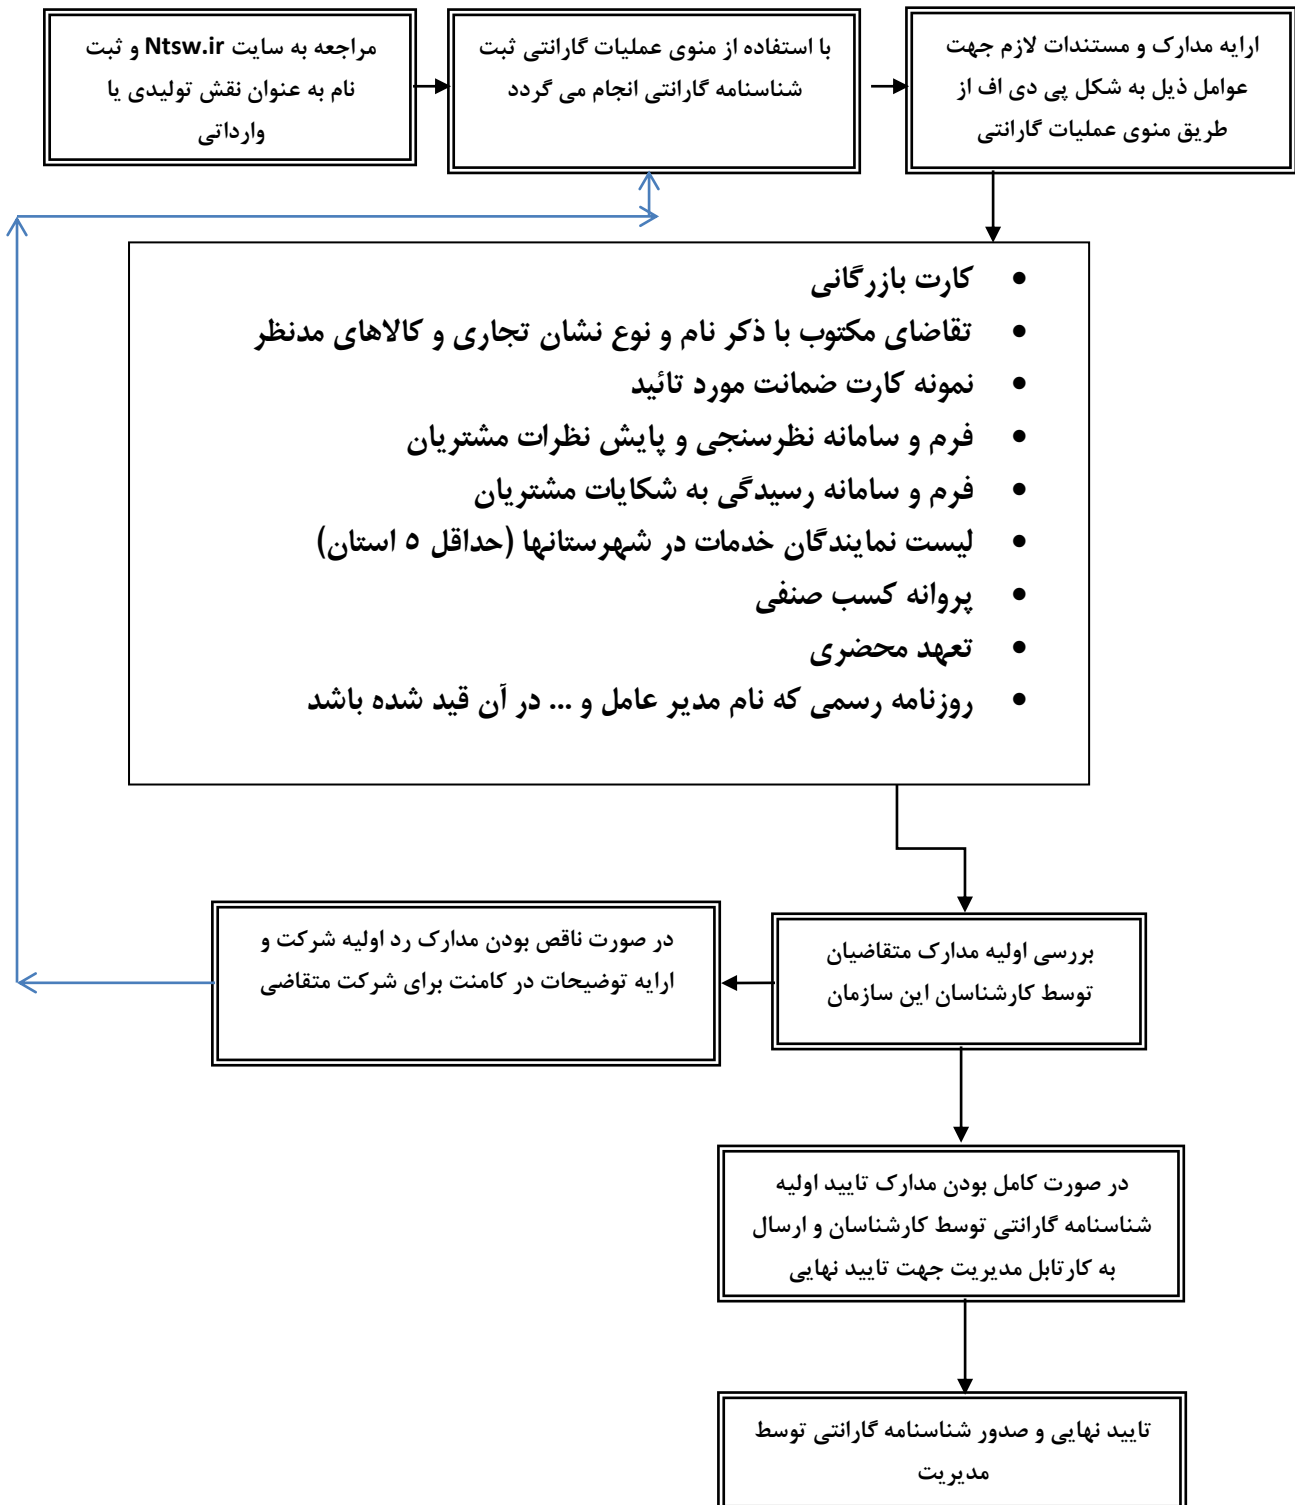 مراجعه به سایت Ntsw.ir و ثبت
نام به عنوان نقش تولیدی یا
وارداتی
با استفاده از منوی عملیات گارانتی ثبت
شناسنامه گارانتی انجام می گردد
ارایه مدارک و مستندات لازم جهت
عوامل ذیل به شکل پی دی اف از
طریق منوی عملیات گارانتی
• کارت بازرگانی
• تقاضای مکتوب با ذکر نام و نوع نشان تجاری و کالاهای مدنظر
• نمونه کارت ضمانت مورد تائید
• فرم و سامانه نظرسنجی و پایش نظرات مشتریان
• فرم و سامانه رسیدگی به شکایات مشتریان
• لیست نمایندگان خدمات در شهرستانها (حداقل ۵ استان)
• پروانه کسب صنفی
• تعهد محضری
• روزنامه رسمی که نام مدیر عامل و ... در آن قید شده باشد
بررسی اولیه مدارک متقاضیان
توسط کارشناسان این سازمان
در صورت ناقص بودن مدارک رد اولیه شرکت و
ارایه توضیحات در کامنت برای شرکت متقاضی
در صورت کامل بودن مدارک تایید اولیه
شناسنامه گارانتی توسط کارشناسان و ارسال
به کارتابل مدیریت جهت تایید نهایی
تایید نهایی و صدور شناسنامه گارانتی توسط
مدیریت